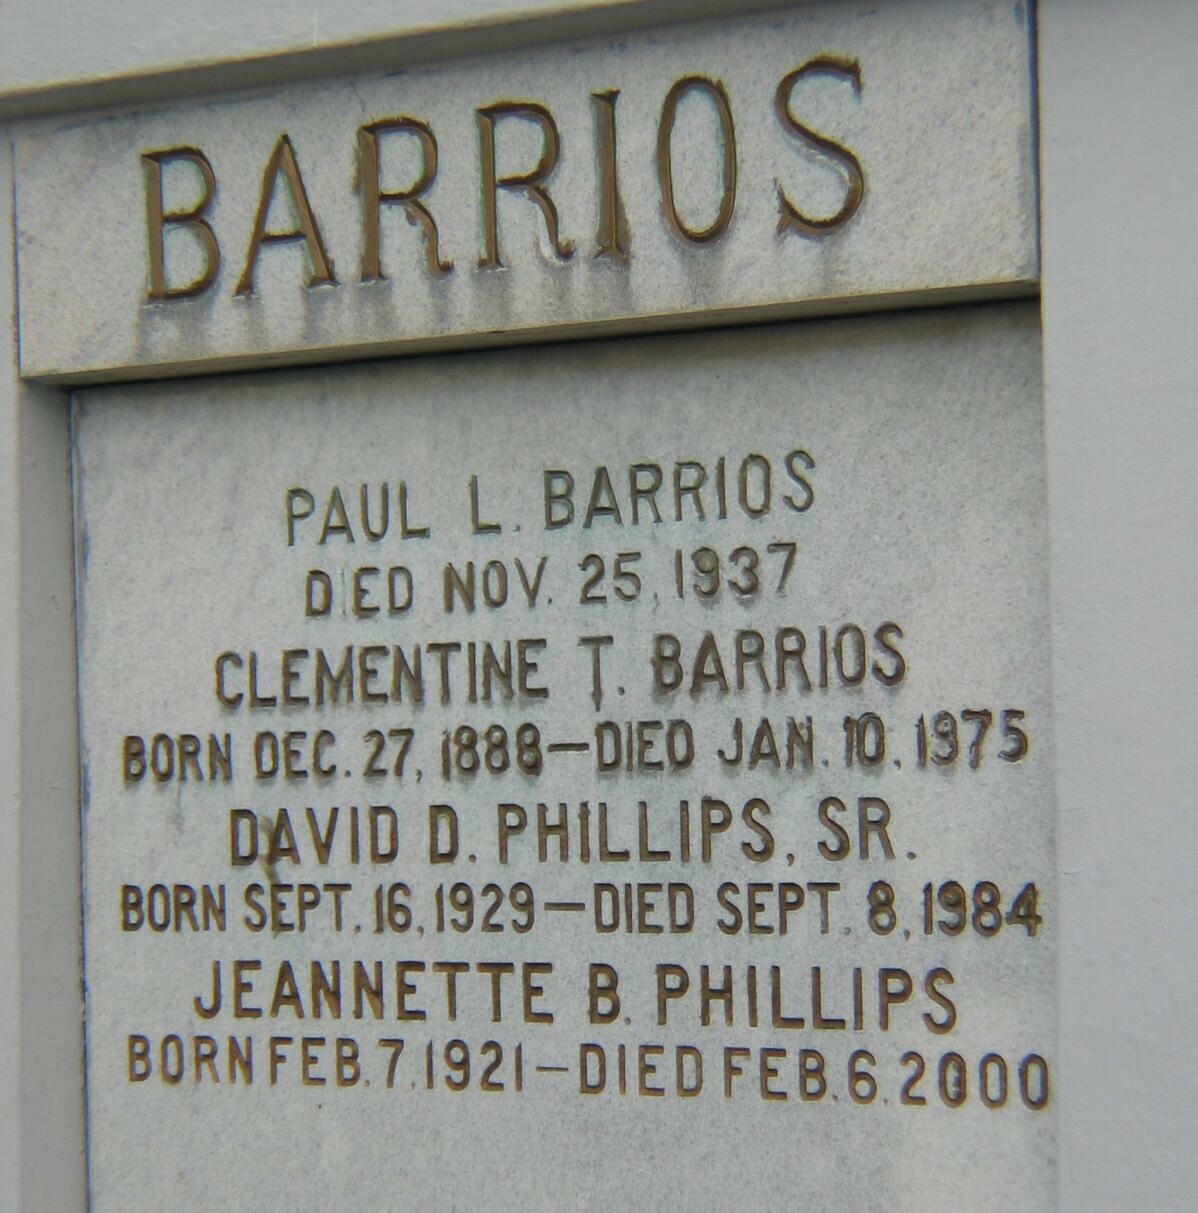 BARRIOS
PAUL L. BARRIOS
DIED NOV. 25, 1937
CLEMENTINE T. BARRIOS
BORN DEC. 27, 1888—DIED JAN. 10, 1975
DAVID D. PHILLIPS, SR.
BORN SEPT. 16, 1929—DIED SEPT. 8, 1984
JEANNETTE B. PHILLIPS
BORN FEB. 7, 1921—DIED FEB. 6, 2000